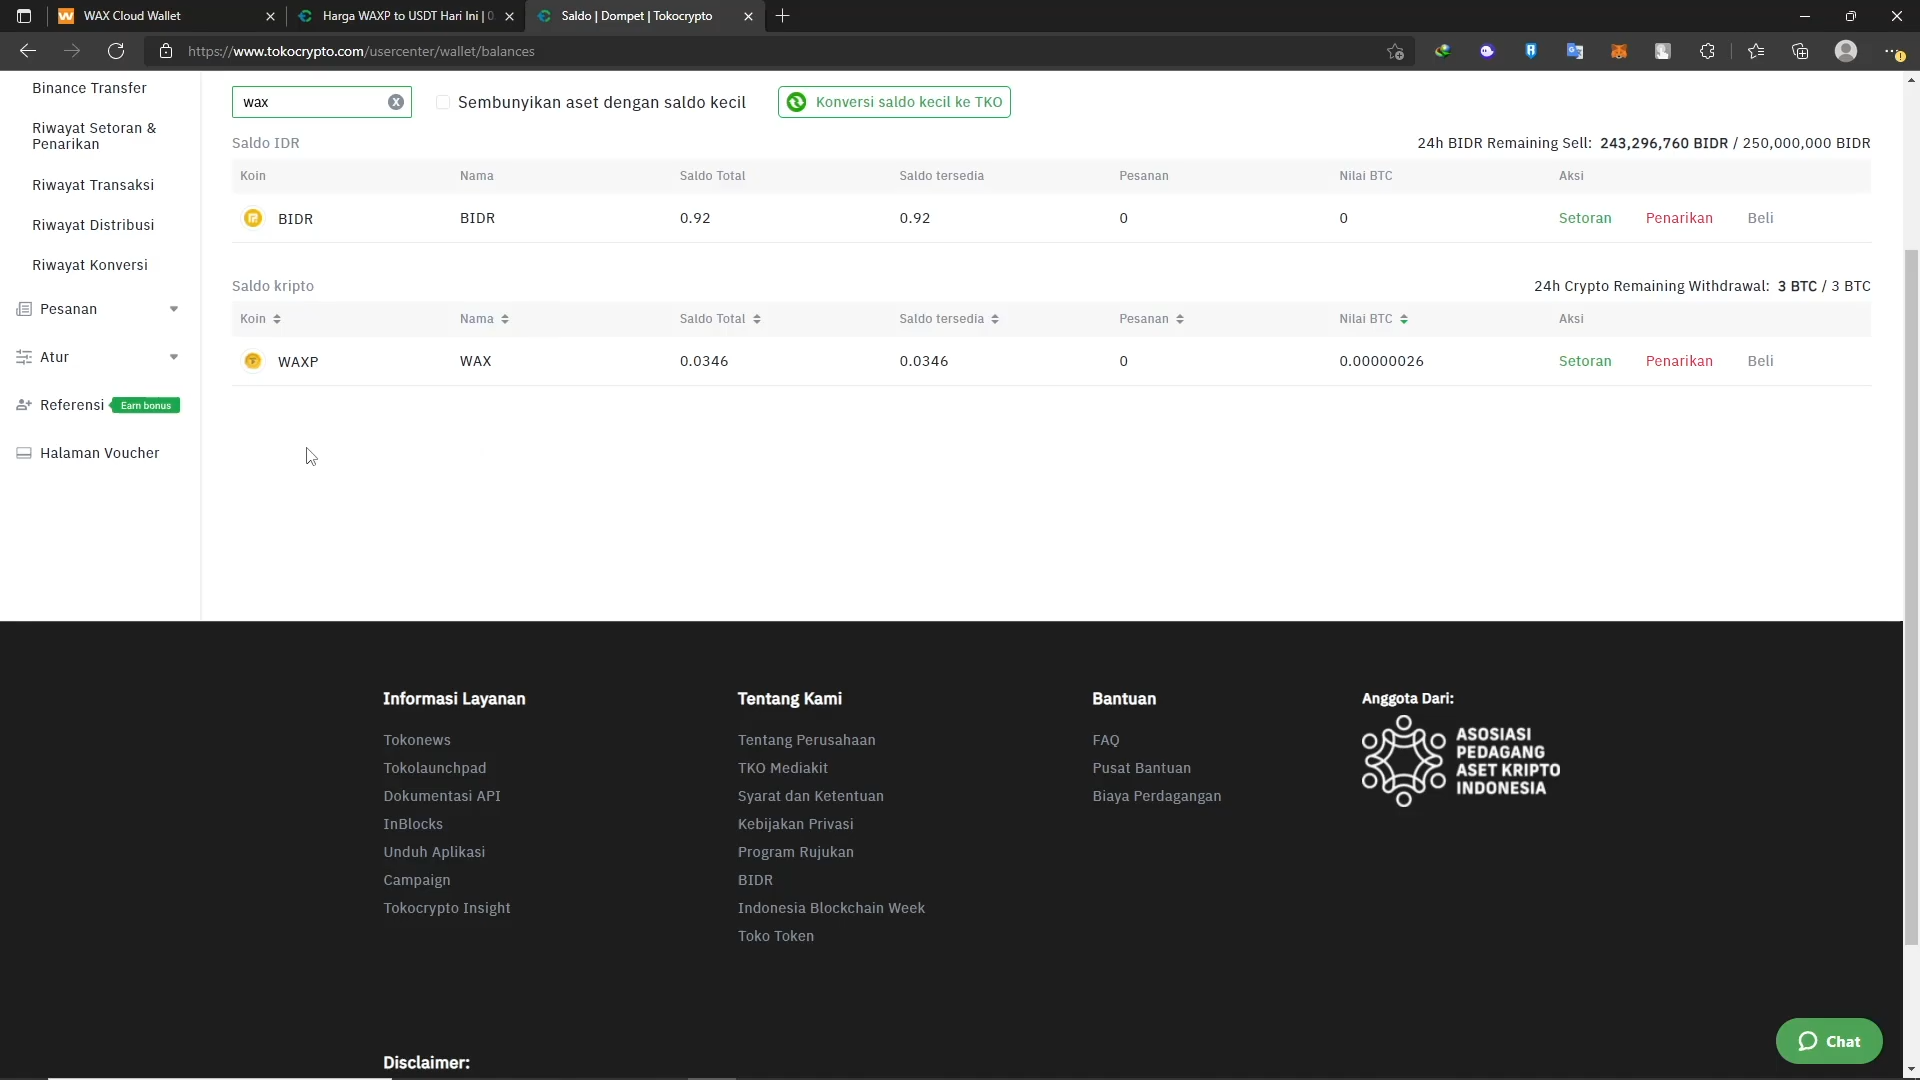 WAX Cloud Wallet
Harga WAXP to USDT Hari Ini | 0.
Saldo | Dompet | Tokocrypto
https://www.tokocrypto.com/usercenter/wallet/balances
Binance Transfer
Riwayat Setoran &
Penarikan
Riwayat Transaksi
Riwayat Distribusi
Riwayat Konversi
Pesanan
Atur
Referensi Earn bonus
Halaman Voucher
wax
Sembunyikan aset dengan saldo kecil
Konversi saldo kecil ke TKO
Saldo IDR
24h BIDR Remaining Sell: 243,296,760 BIDR / 250,000,000 BIDR
Koin Nama Saldo Total Saldo tersedia Pesanan Nilai BTC Aksi
BIDR BIDR 0.92 0.92 0 0 Setoran Penarikan Beli
Saldo kripto
24h Crypto Remaining Withdrawal: 3 BTC / 3 BTC
Koin Nama Saldo Total Saldo tersedia Pesanan Nilai BTC Aksi
WAXP WAX 0.0346 0.0346 0 0.00000026 Setoran Penarikan Beli
Informasi Layanan
Tokonews
Tokolaunchpad
Dokumentasi API
InBlocks
Unduh Aplikasi
Campaign
Tokocrypto Insight
Tentang Kami
Tentang Perusahaan
TKO Mediakit
Syarat dan Ketentuan
Kebijakan Privasi
Program Rujukan
BIDR
Indonesia Blockchain Week
Toko Token
Bantuan
FAQ
Pusat Bantuan
Biaya Perdagangan
Anggota Dari:
ASOSIASI
PEDAGANG
ASET KRIPTO
INDONESIA
Chat
Disclaimer: